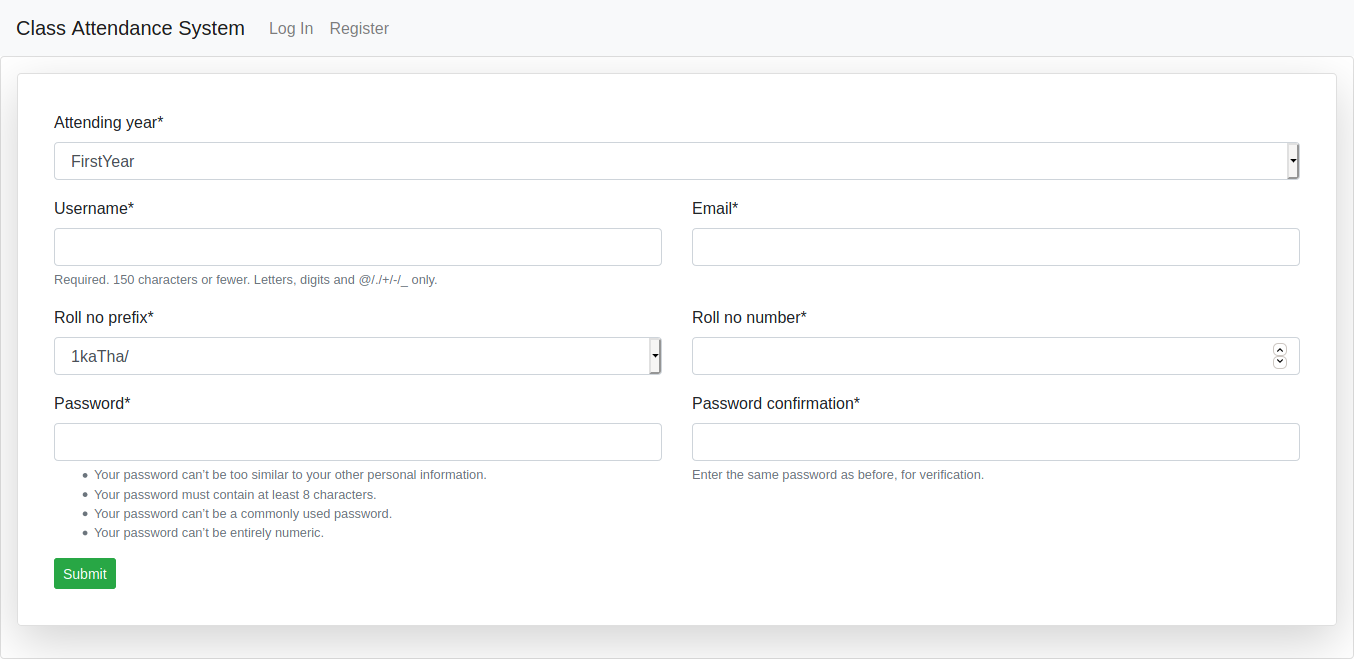 Class Attendance System Log In Register
Attending year*
FirstYear
Username* Email*
Required. 150 characters or fewer. Letters, digits and @/./+/-/_ only.
Roll no prefix* Roll no number*
1kaTha/
Password* Password confirmation*
• Your password can’t be too similar to your other personal information. Enter the same password as before, for verification.
• Your password must contain at least 8 characters.
• Your password can’t be a commonly used password.
• Your password can’t be entirely numeric.
Submit